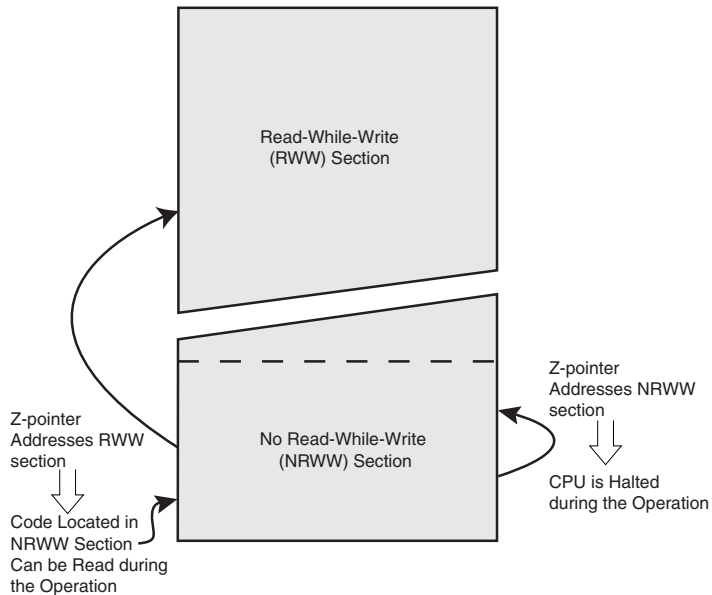 Read-While-Write
(RWW) Section
Z-pointer
Addresses NRWW
section
Z-pointer
Addresses RWW
section
No Read-While-Write
(NRWW) Section
CPU is Halted
during the Operation
Code Located in
NRWW Section
Can be Read during
the Operation